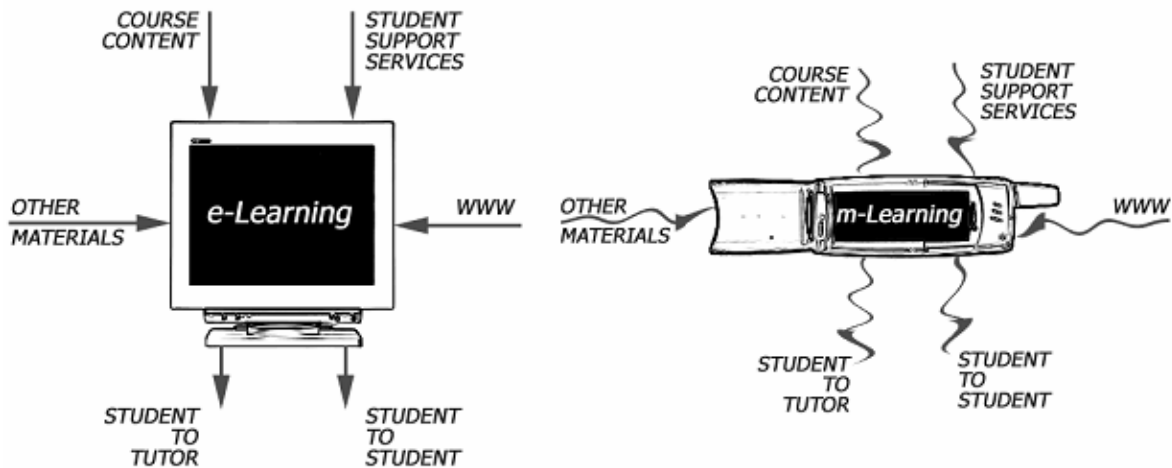 COURSE
CONTENT
STUDENT
SUPPORT
SERVICES
e-Learning
OTHER
MATERIALS
WWW
STUDENT
TO
TUTOR
STUDENT
TO
STUDENT
COURSE
CONTENT
STUDENT
SUPPORT
SERVICES
m-Learning
OTHER
MATERIALS
WWW
STUDENT
TO
TUTOR
STUDENT
TO
STUDENT